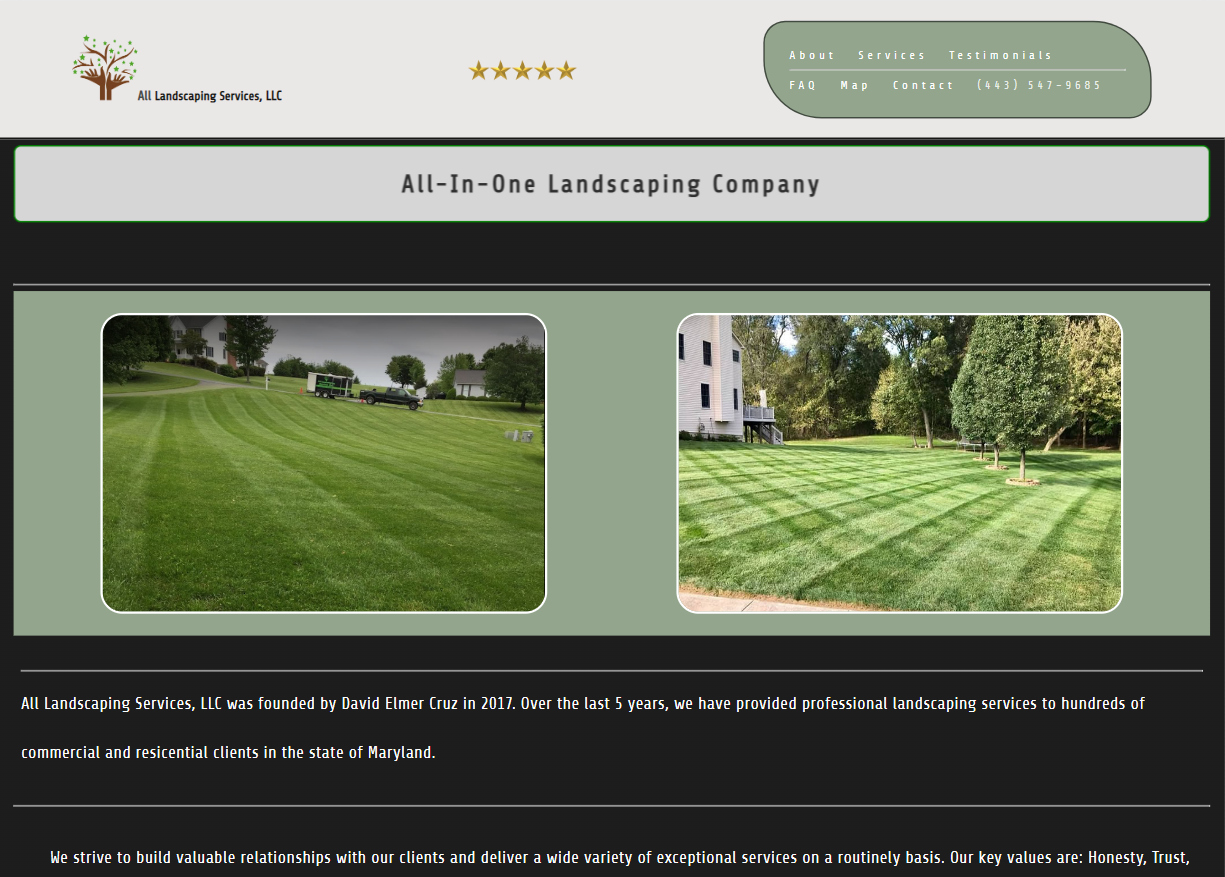 All Landscaping Services, LLC
About Services Testimonials
FAQ Map Contact (443) 547-9685
All-In-One Landscaping Company
All Landscaping Services, LLC was founded by David Elmer Cruz in 2017. Over the last 5 years, we have provided professional landscaping services to hundreds of
commercial and resicential clients in the state of Maryland.
We strive to build valuable relationships with our clients and deliver a wide variety of exceptional services on a routinely basis. Our key values are: Honesty, Trust,